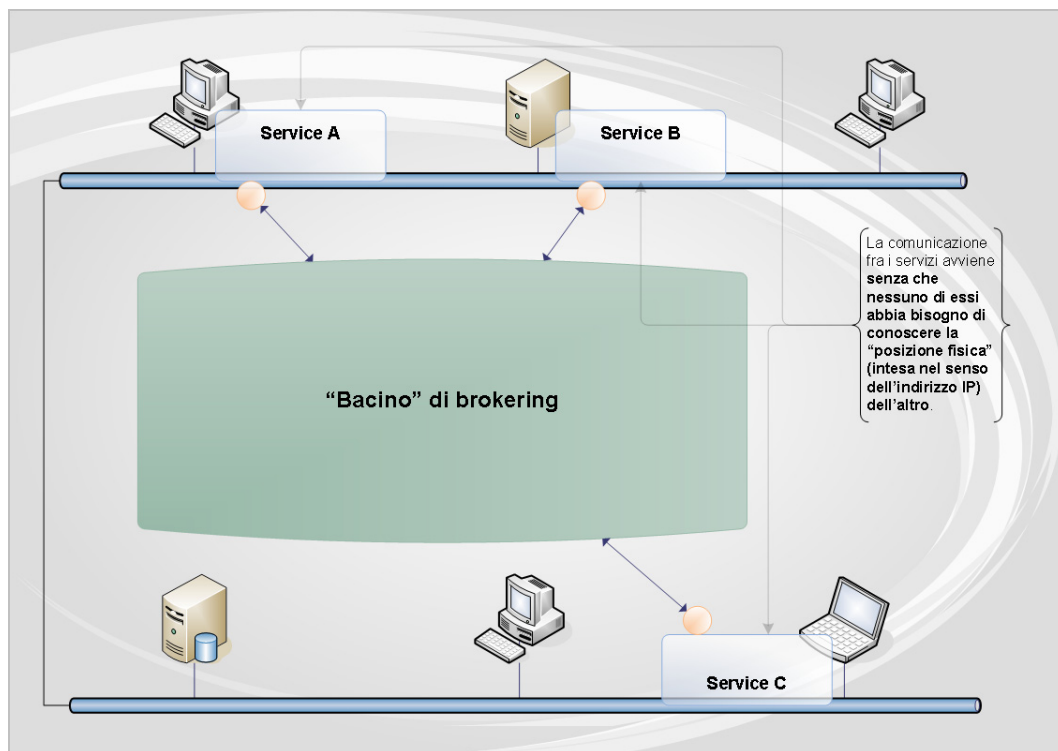 Service A
Service B
La comunicazione
fra i servizi avviene
senza che
nessuno di essi
abbia bisogno di
conoscere la
“posizione fisica”
(intesa nel senso
dell’indirizzo IP)
dell’altro.
“Bacino” di brokering
Service C